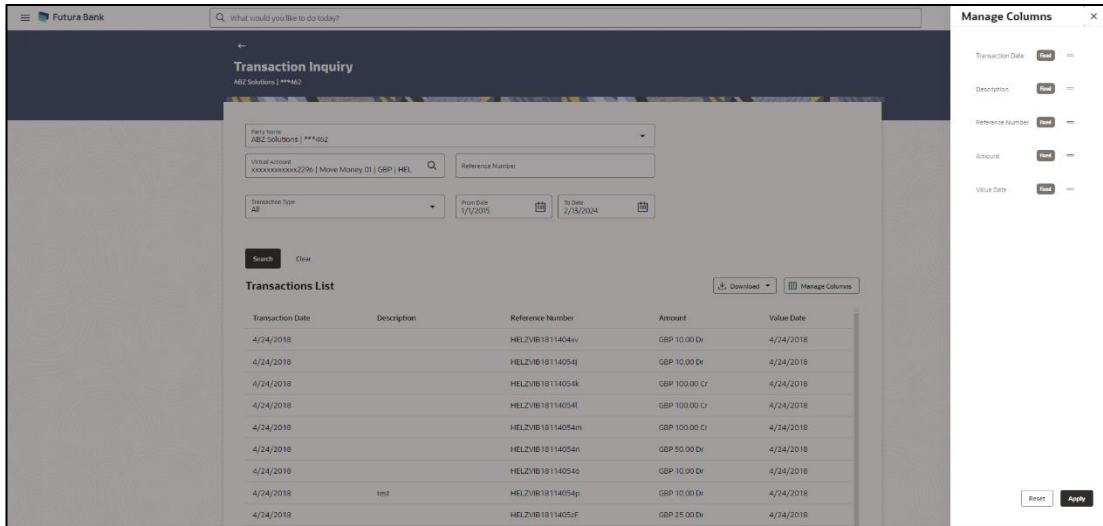 Futura Bank
What would you like to do today?
Manage Columns
Transaction Inquiry
ABZ Solutions | ***462
Transaction Date Fixed
Description Fixed
Reference Number Fixed
Amount Fixed
Value Date Fixed
Party Name
ABZ Solutions | ***462
Virtual Account
xxxxxxxxxxxx2296 | Move Money 01 | GBP | HEL
Reference Number
Transaction Type
All
From Date
1/1/2015
To Date
2/13/2024
Search Clear
Transactions List
Download Manage Columns
Transaction Date Description Reference Number Amount Value Date
4/24/2018 HELZVIB1811404xv GBP 10.00 Dr 4/24/2018
4/24/2018 HELZVIB18114054j GBP 10.00 Dr 4/24/2018
4/24/2018 HELZVIB18114054k GBP 100.00 Cr 4/24/2018
4/24/2018 HELZVIB18114054l GBP 100.00 Cr 4/24/2018
4/24/2018 HELZVIB18114054m GBP 100.00 Cr 4/24/2018
4/24/2018 HELZVIB18114054n GBP 50.00 Dr 4/24/2018
4/24/2018 HELZVIB18114054o GBP 10.00 Dr 4/24/2018
4/24/2018 test HELZVIB18114054p GBP 10.00 Dr 4/24/2018
4/24/2018 GBP 25.00 Dr 4/24/2018
Reset Apply